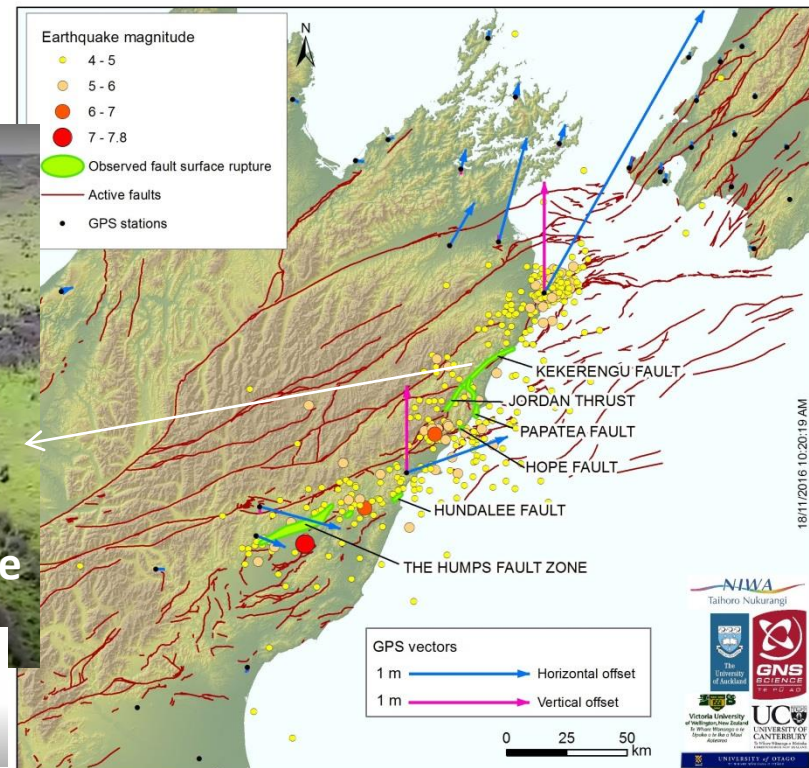 Earthquake magnitude
4 - 5
5 - 6
6 - 7
7 - 7.8
Observed fault surface rupture
Active faults
GPS stations
N
KEKERENGU FAULT
JORDAN THRUST
PAPATEA FAULT
HOPE FAULT
HUNDALEE FAULT
THE HUMPS FAULT ZONE
e
18/11/2016 10:20:19 AM
GPS vectors
1 m Horizontal offset
1 m Vertical offset
0 25 50
km
NIWA
Taihoro Nukurangi
The
University
of Auckland
GNS
SCIENCE
TE PŪ AO
Victoria University
of Wellington, New Zealand
UC
UNIVERSITY OF
CANTERBURY
UNIVERSITY of OTAGO